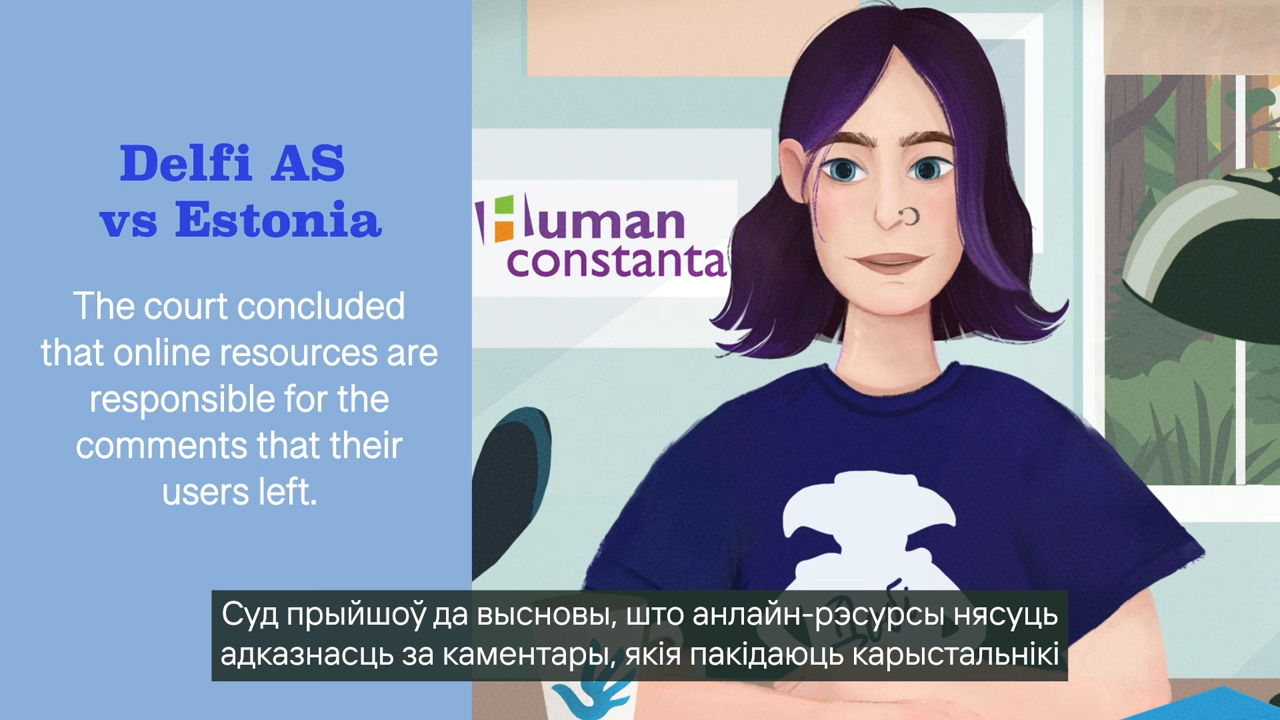 Delfi AS
vs Estonia
The court concluded
that online resources are
responsible for the
comments that their
users left.
Human
constanta
Суд прыйшоў да высновы, што анлайн-рэсурсы нясуць
адказнасць за каментары, якія пакідаюць карыстальнікі